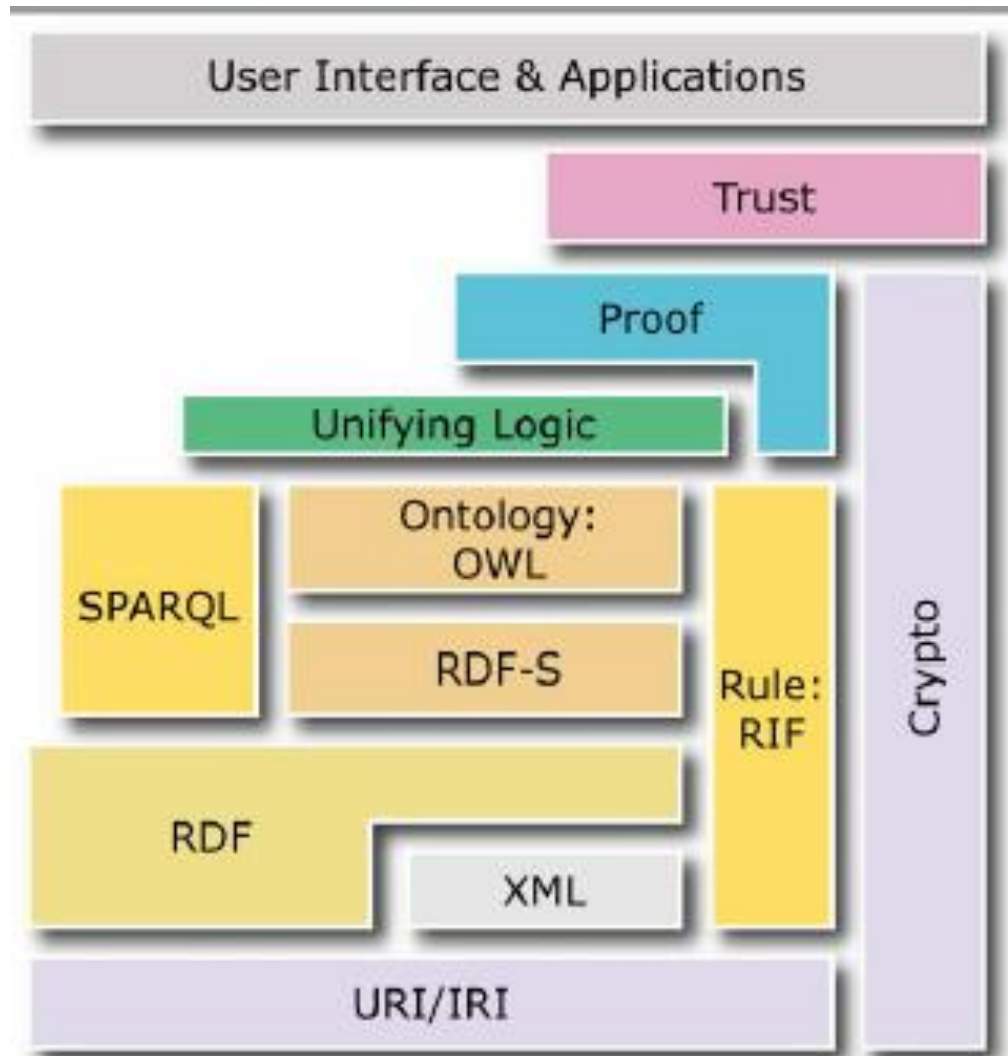 User Interface & Applications
Trust
Proof
Unifying Logic
Ontology:
OWL
SPARQL
RDF-S
Rule:
RIF
Crypto
RDF
XML
URI/IRI